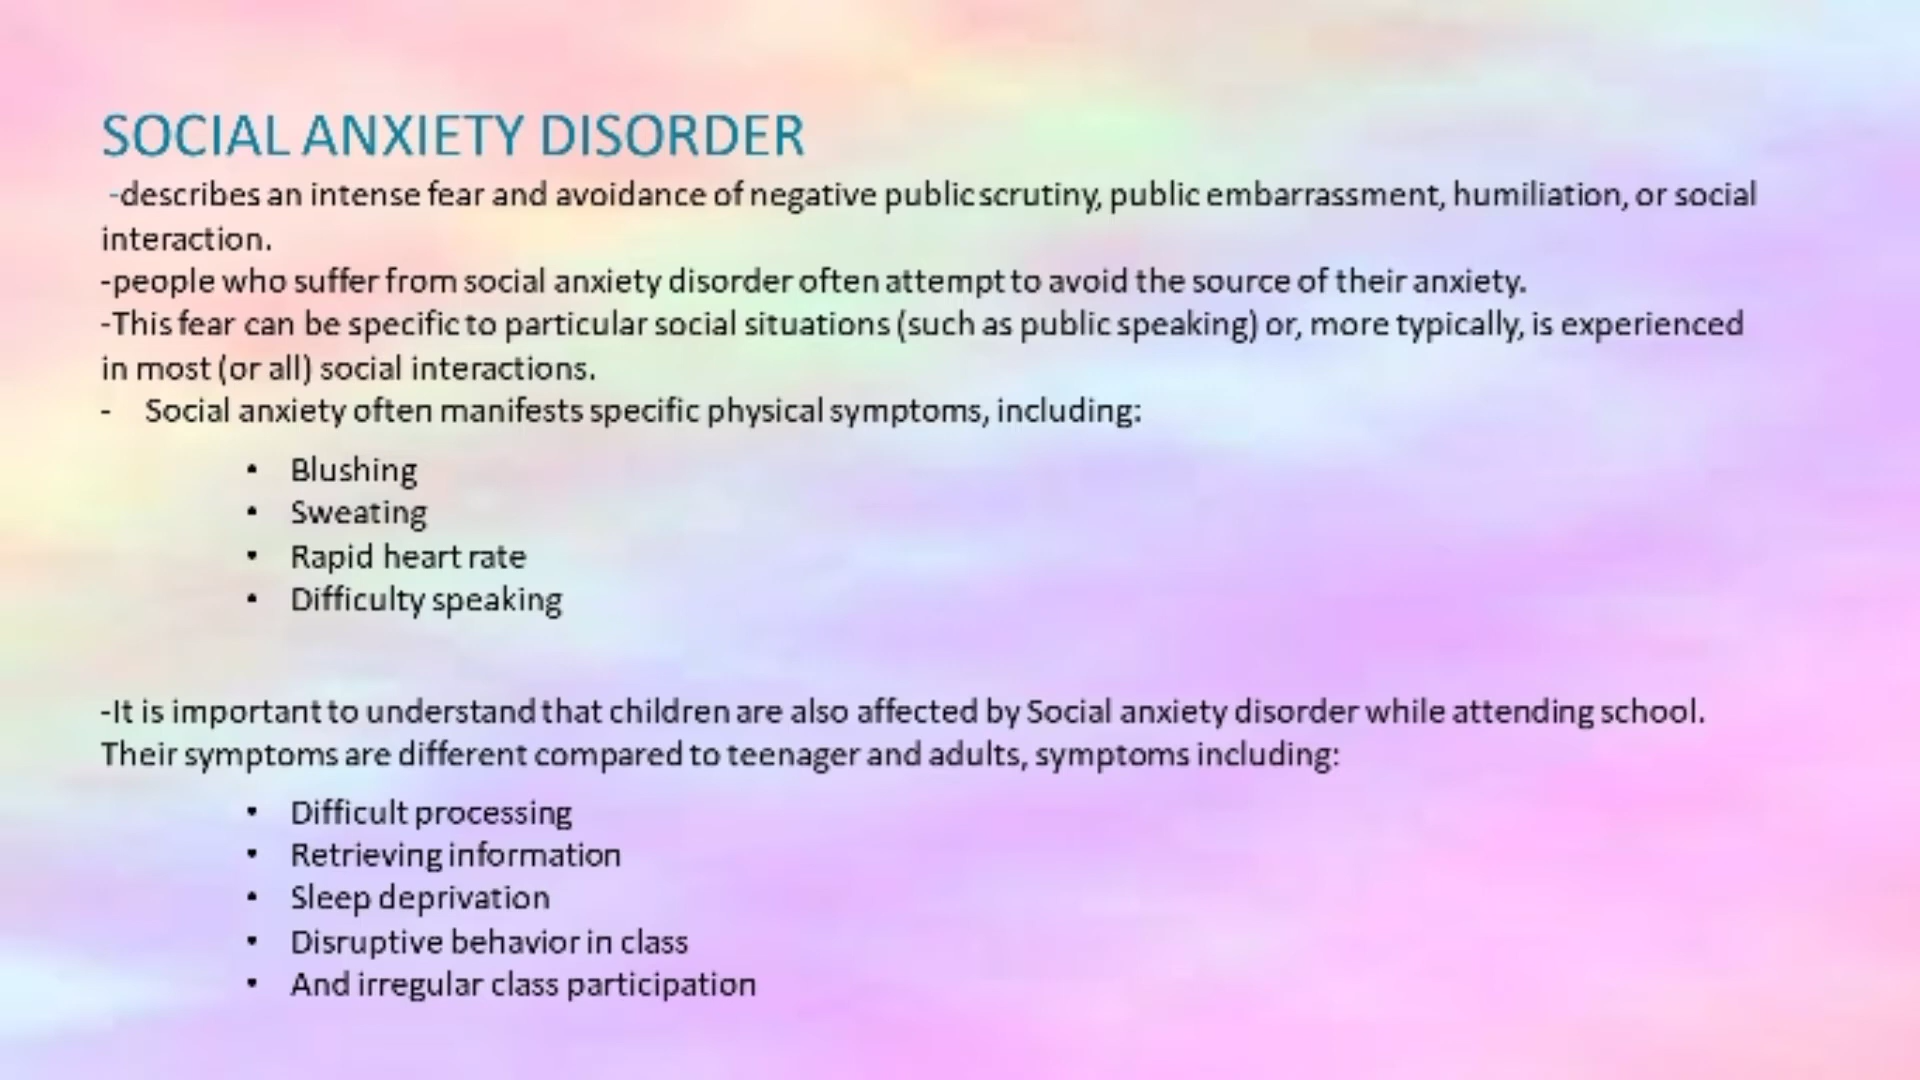 SOCIAL ANXIETY DISORDER
-describes an intense fear and avoidance of negative public scrutiny, public embarrassment, humiliation, or social
interaction.
-people who suffer from social anxiety disorder often attempt to avoid the source of their anxiety.
-This fear can be specific to particular social situations (such as public speaking) or, more typically, is experienced
in most (or all) social interactions.
- Social anxiety often manifests specific physical symptoms, including:
• Blushing
• Sweating
• Rapid heart rate
• Difficulty speaking
-It is important to understand that children are also affected by Social anxiety disorder while attending school.
Their symptoms are different compared to teenager and adults, symptoms including:
• Difficult processing
• Retrieving information
• Sleep deprivation
• Disruptive behavior in class
• And irregular class participation